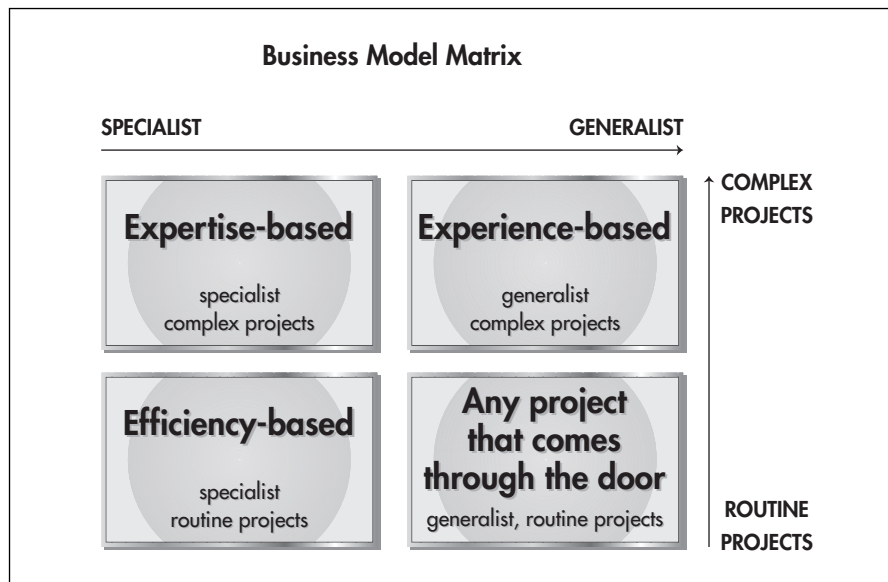 Business Model Matrix
SPECIALIST
GENERALIST
COMPLEX
PROJECTS
Expertise-based
specialist
complex projects
Experience-based
generalist
complex projects
Efficiency-based
specialist
routine projects
Any project
that comes
through the door
generalist, routine projects
ROUTINE
PROJECTS